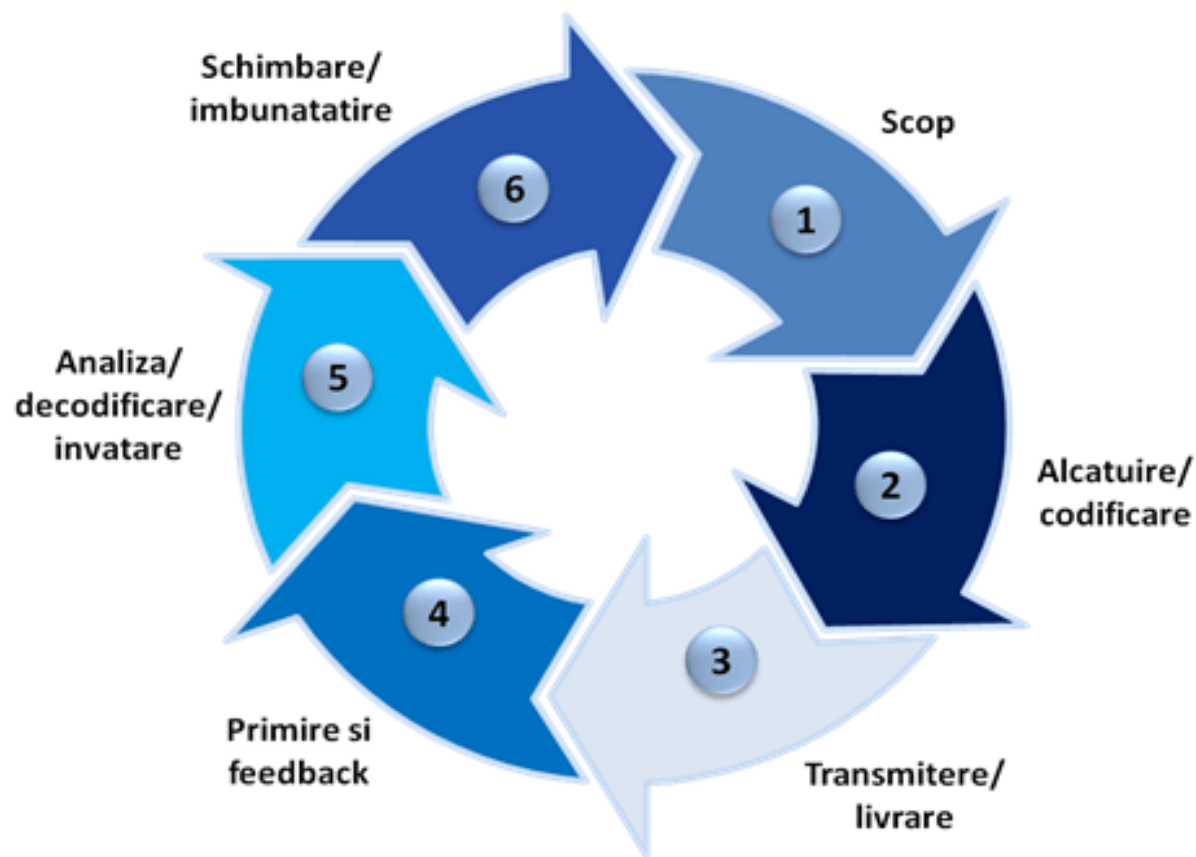 Scop
1
Alcatuire/
codificare
2
Transmitere/
livrare
3
Primire si
feedback
4
Analiza/
decodificare/
invatare
5
Schimbare/
imbunatatire
6